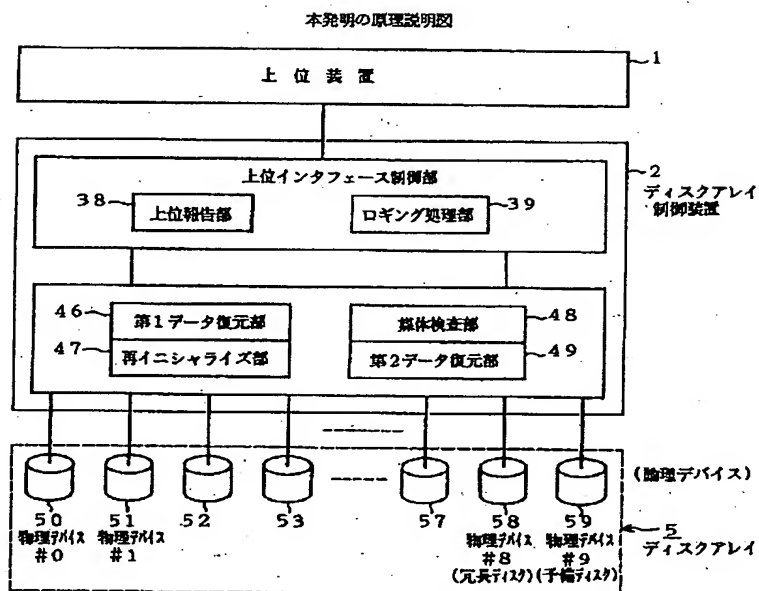 本発明の原理説明図
上位装置
1
上位インタフェース制御部
38
上位報告部
ロギング処理部
39
2
ディスクアレイ
制御装置
46
第1データ復元部
媒体検査部
48
47
再イニシャライズ部
第2データ復元部
49
(論理デバイス)
50
51
52
53
57
58
59
物理デバイス
#0
物理デバイス
#1
物理デバイス
#8
(冗長ディスク)
物理デバイス
#9
(予備ディスク)
5
ディスクアレイ